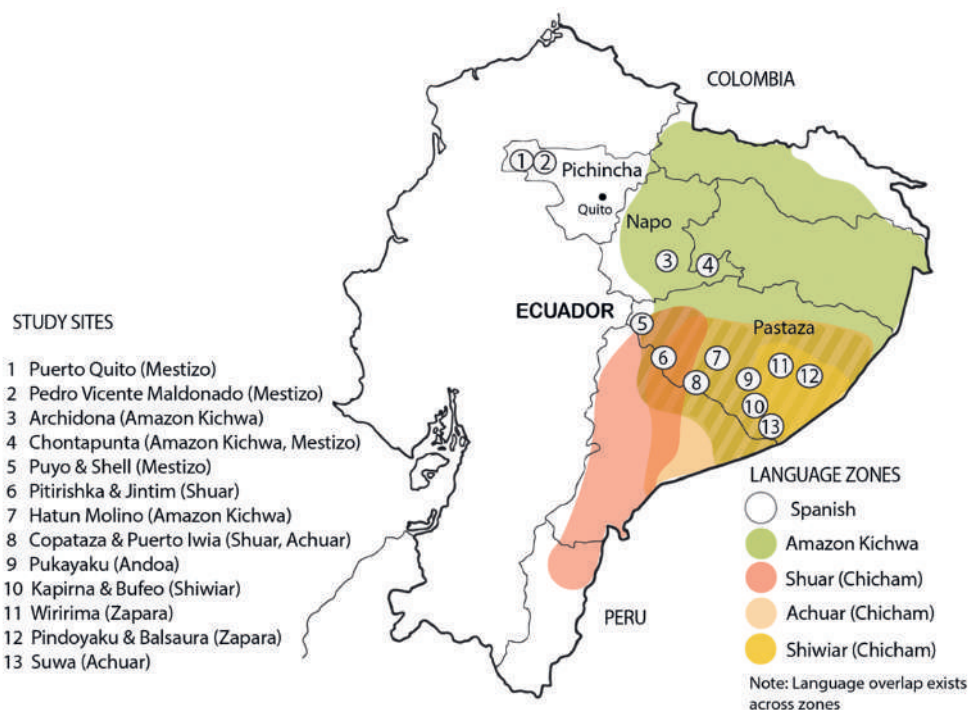 COLOMBIA
1
2
Pichincha
Quito
Napo
3
4
ECUADOR
5
Pastaza
6
7
8
9
10
11
12
13
PERU
STUDY SITES
1 Puerto Quito (Mestizo)
2 Pedro Vicente Maldonado (Mestizo)
3 Archidona (Amazon Kichwa)
4 Chontapunta (Amazon Kichwa, Mestizo)
5 Puyo & Shell (Mestizo)
6 Pitirishka & Jintim (Shuar)
7 Hatun Molino (Amazon Kichwa)
8 Copataza & Puerto Iwia (Shuar, Achuar)
9 Pukayaku (Andoa)
10 Kapirna & Bufeo (Shiwiar)
11 Wiririma (Zapara)
12 Pindoyaku & Balsaura (Zapara)
13 Suwa (Achuar)
LANGUAGE ZONES
Spanish
Amazon Kichwa
Shuar (Chicham)
Achuar (Chicham)
Shiwiar (Chicham)
Note: Language overlap exists
across zones